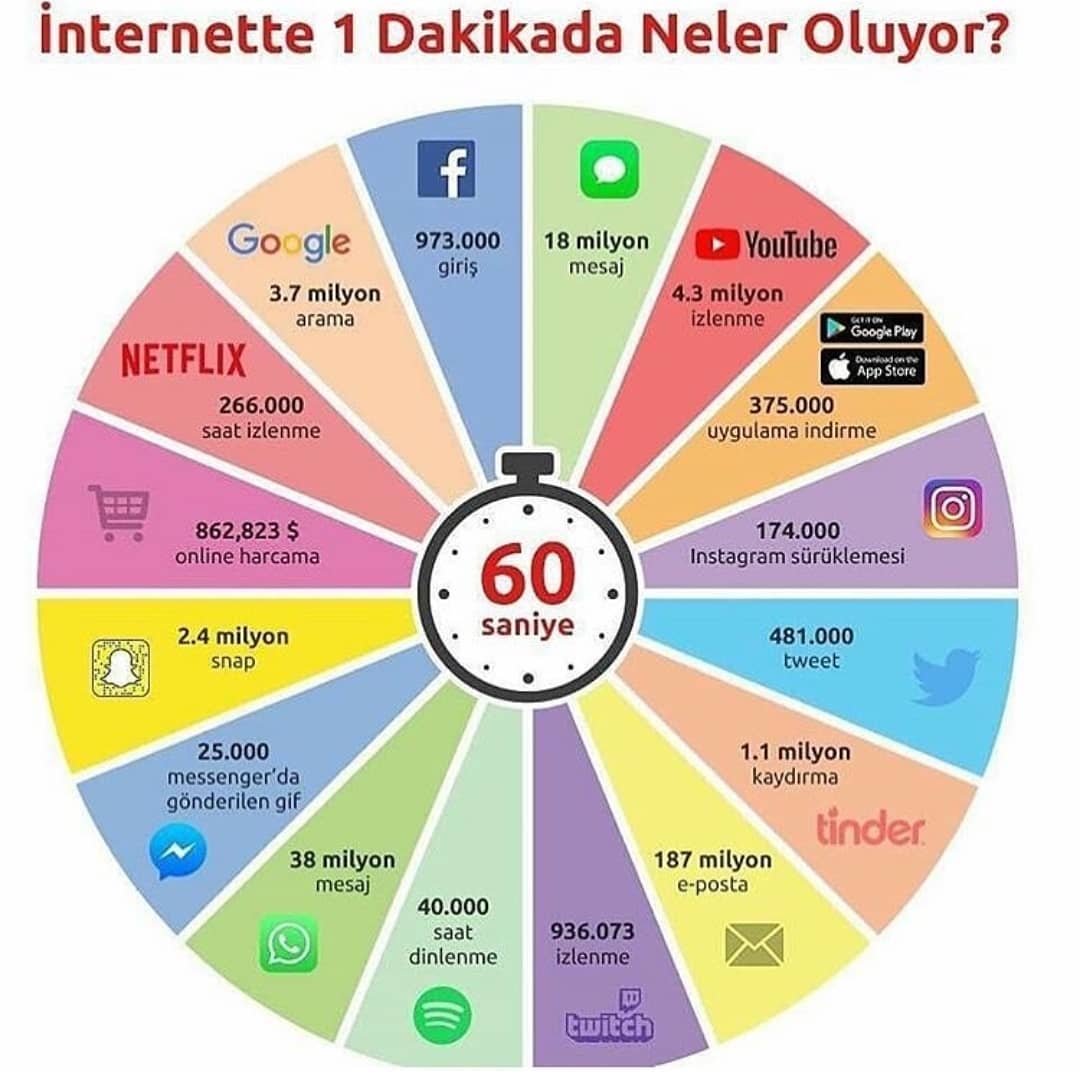 İnternette 1 Dakikada Neler Oluyor?
973.000
giriş
18 milyon
mesaj
YouTube
4.3 milyon
izlenme
GET IT ON
Google Play
Download on the
App Store
375.000
uygulama indirme
174.000
Instagram sürüklemesi
481.000
tweet
1.1 milyon
kaydırma
tinder
187 milyon
e-posta
936.073
izlenme
twitch
40.000
saat
dinlenme
38 milyon
mesaj
25.000
messenger'da
gönderilen gif
2.4 milyon
snap
862,823 $
online harcama
NETFLIX
266.000
saat izlenme
Google
3.7 milyon
arama
60
saniye